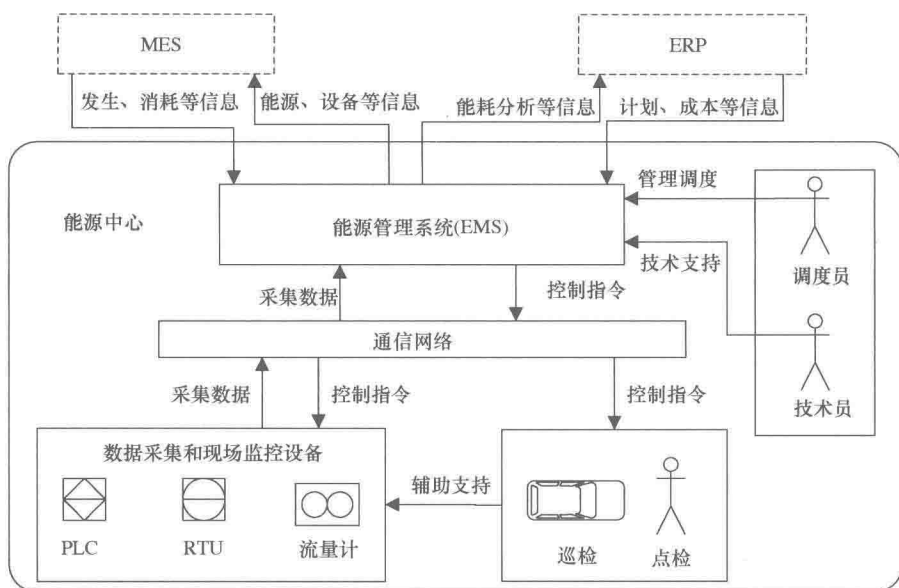 MES
ERP
发生、消耗等信息
能源、设备等信息
能耗分析等信息
计划、成本等信息
能源中心
能源管理系统(EMS)
管理调度
技术支持
调度员
技术员
采集数据
控制指令
通信网络
采集数据
控制指令
控制指令
数据采集和现场监控设备
PLC
RTU
流量计
辅助支持
巡检
点检